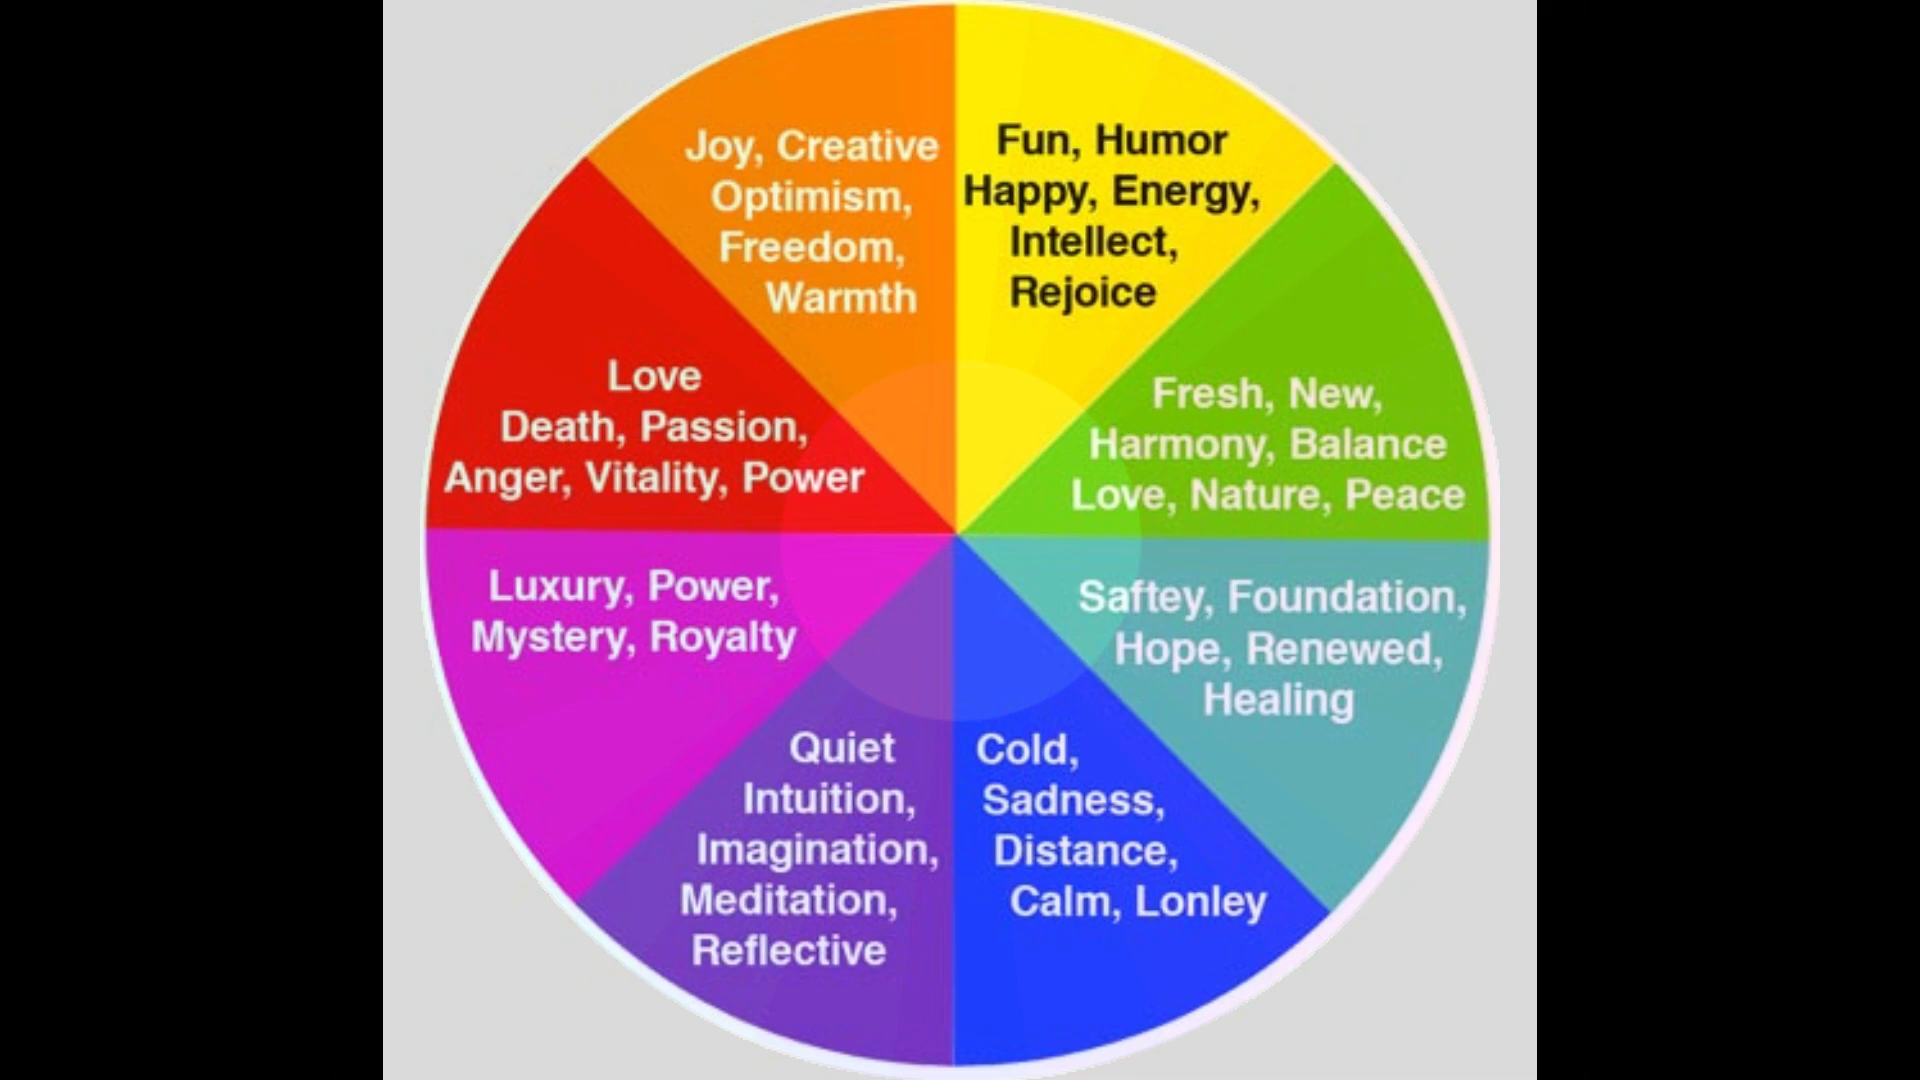 Joy, Creative
Optimism,
Freedom,
Warmth
Fun, Humor
Happy, Energy,
Intellect,
Rejoice
Love
Death, Passion,
Anger, Vitality, Power
Fresh, New,
Harmony, Balance
Love, Nature, Peace
Luxury, Power,
Mystery, Royalty
Saftey, Foundation,
Hope, Renewed,
Healing
Quiet
Intuition,
Imagination,
Meditation,
Reflective
Cold,
Sadness,
Distance,
Calm, Lonley